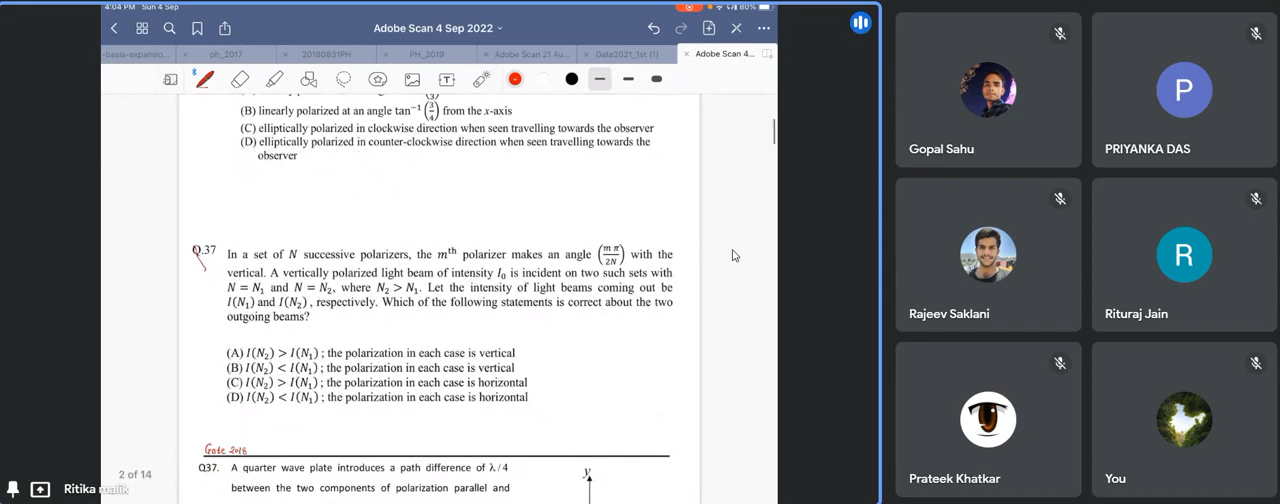 4:04 PM Sun 4 Sep
80%
Adobe Scan 4 Sep 2022
-basis-expansio...
ph_2017
20180831PH
PH_2019
Adobe Scan 21 Au...
Gate2021_1st (1)
Adobe Scan 4...
(B) linearly polarized at an angle tan⁻¹ (3/4) from the x-axis
(C) elliptically polarized in clockwise direction when seen travelling towards the observer
(D) elliptically polarized in counter-clockwise direction when seen travelling towards the
observer
Q.37 In a set of N successive polarizers, the mᵗʰ polarizer makes an angle (mπ/2N) with the
vertical. A vertically polarized light beam of intensity I₀ is incident on two such sets with
N = N₁ and N = N₂, where N₂ > N₁. Let the intensity of light beams coming out be
I(N₁) and I(N₂), respectively. Which of the following statements is correct about the two
outgoing beams?
(A) I(N₂) > I(N₁) ; the polarization in each case is vertical
(B) I(N₂) < I(N₁) ; the polarization in each case is vertical
(C) I(N₂) > I(N₁) ; the polarization in each case is horizontal
(D) I(N₂) < I(N₁) ; the polarization in each case is horizontal
Gate 2018
Q37. A quarter wave plate introduces a path difference of λ/4
between the two components of polarization parallel and
y
2 of 14
Ritika malik
Gopal Sahu
P
PRIYANKA DAS
Rajeev Saklani
R
Rituraj Jain
Prateek Khatkar
You